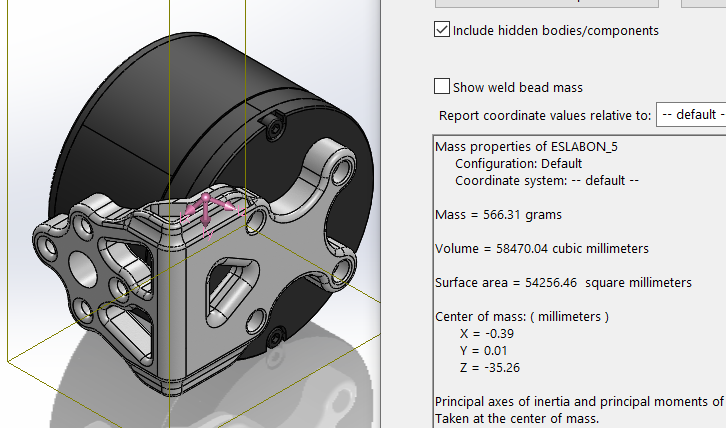 Include hidden bodies/components
Show weld bead mass
Report coordinate values relative to: -- default -
Mass properties of ESLABON_5
Configuration: Default
Coordinate system: -- default --
Mass = 566.31 grams
Volume = 58470.04 cubic millimeters
Surface area = 54256.46 square millimeters
Center of mass: ( millimeters )
X = -0.39
Y = 0.01
Z = -35.26
Principal axes of inertia and principal moments of
Taken at the center of mass.